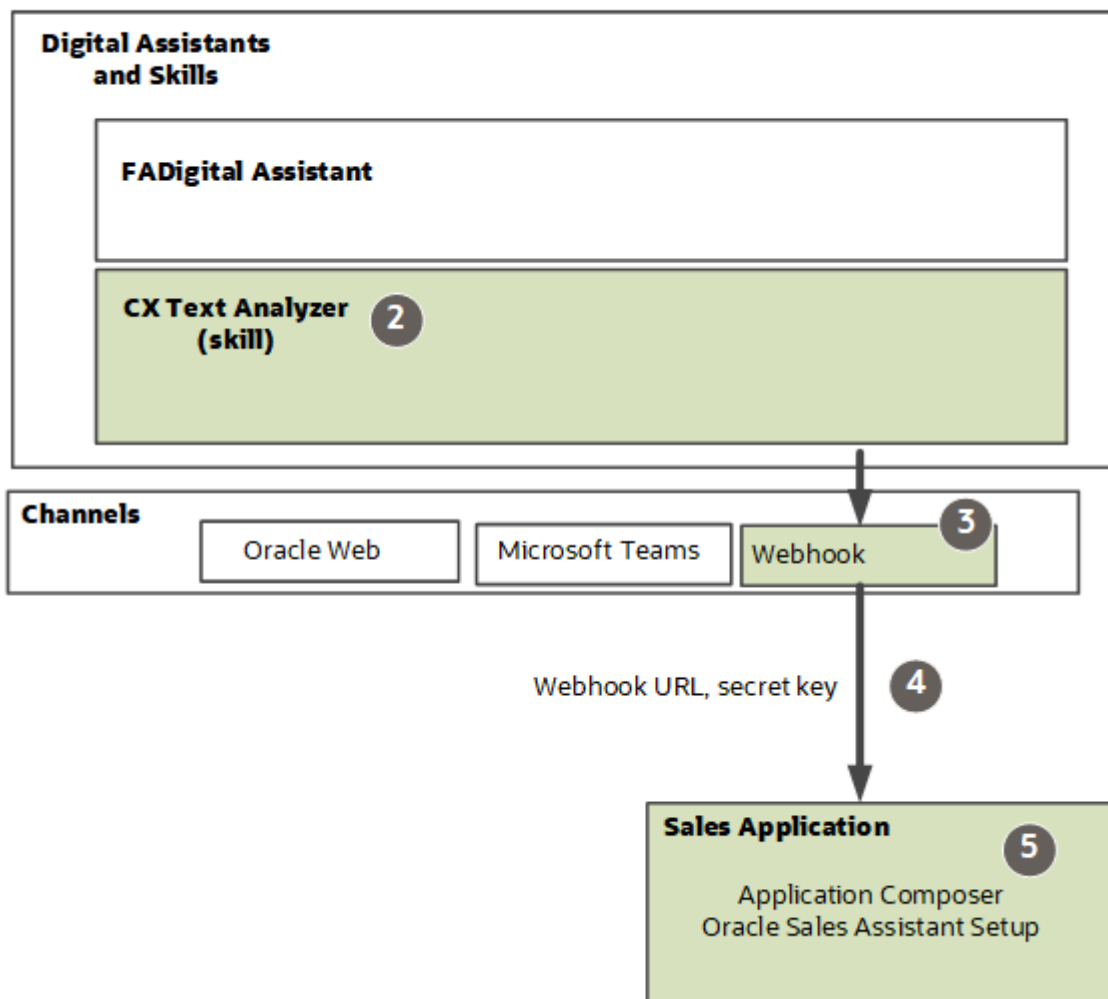 Digital Assistants
and Skills
FADigital Assistant
CX Text Analyzer
(skill)
2
Channels
Oracle Web
Microsoft Teams
Webhook
3
Webhook URL, secret key
4
Sales Application
5
Application Composer
Oracle Sales Assistant Setup